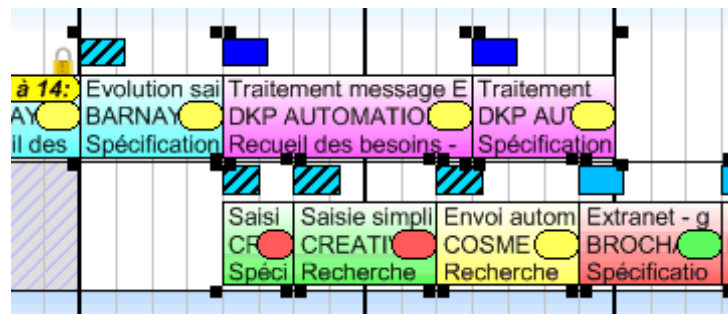 à 14:
AY
il des
Evolution sai
BARNAY
Spécification
Traitement message E
DKP AUTOMATIO
Recueil des besoins -
Traitement
DKP AUT
Spécification
Saisi
CR
Spéci
Saisie simpli
CREATI
Recherche
Envoi autom
COSME
Recherche
Extranet - g
BROCHA
Spécificatio